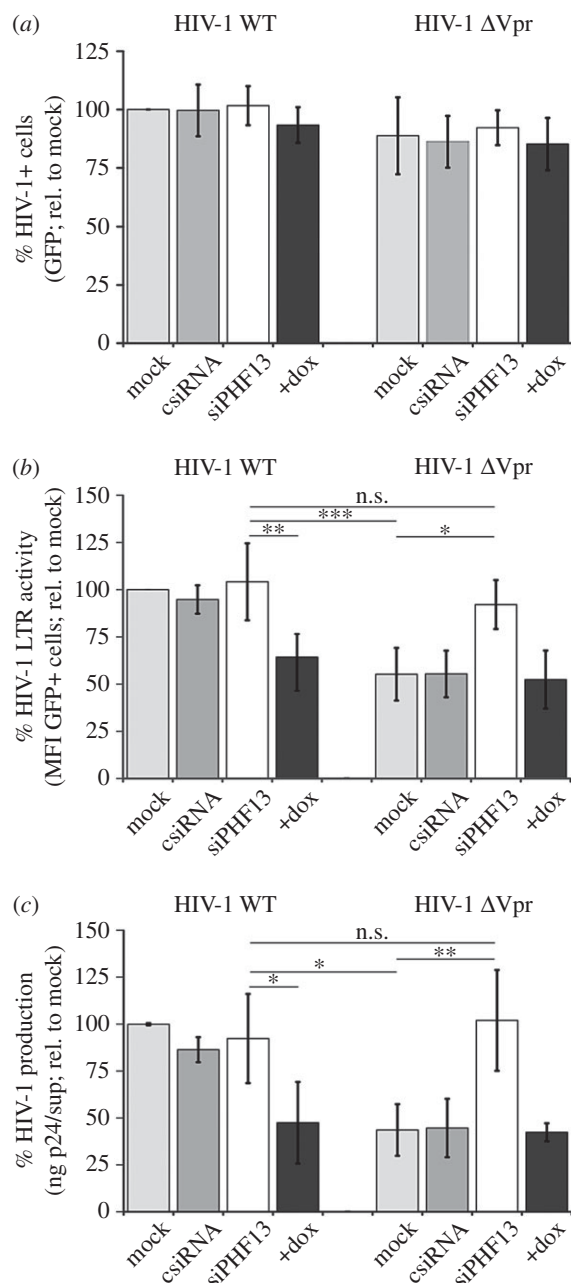 (a)
HIV-1 WT
HIV-1 ΔVpr
% HIV-1+ cells
(GFP; rel. to mock)
125
100
75
50
25
0
mock
csiRNA
siPHF13
+dox
mock
csiRNA
siPHF13
+dox
(b)
HIV-1 WT
HIV-1 ΔVpr
% HIV-1 LTR activity
(MFI GFP+ cells; rel. to mock)
150
125
100
75
50
25
0
n.s.
***
**
*
mock
csiRNA
siPHF13
+dox
mock
csiRNA
siPHF13
+dox
(c)
HIV-1 WT
HIV-1 ΔVpr
% HIV-1 production
(ng p24/sup; rel. to mock)
150
125
100
75
50
25
0
n.s.
*
**
*
mock
csiRNA
siPHF13
+dox
mock
csiRNA
siPHF13
+dox